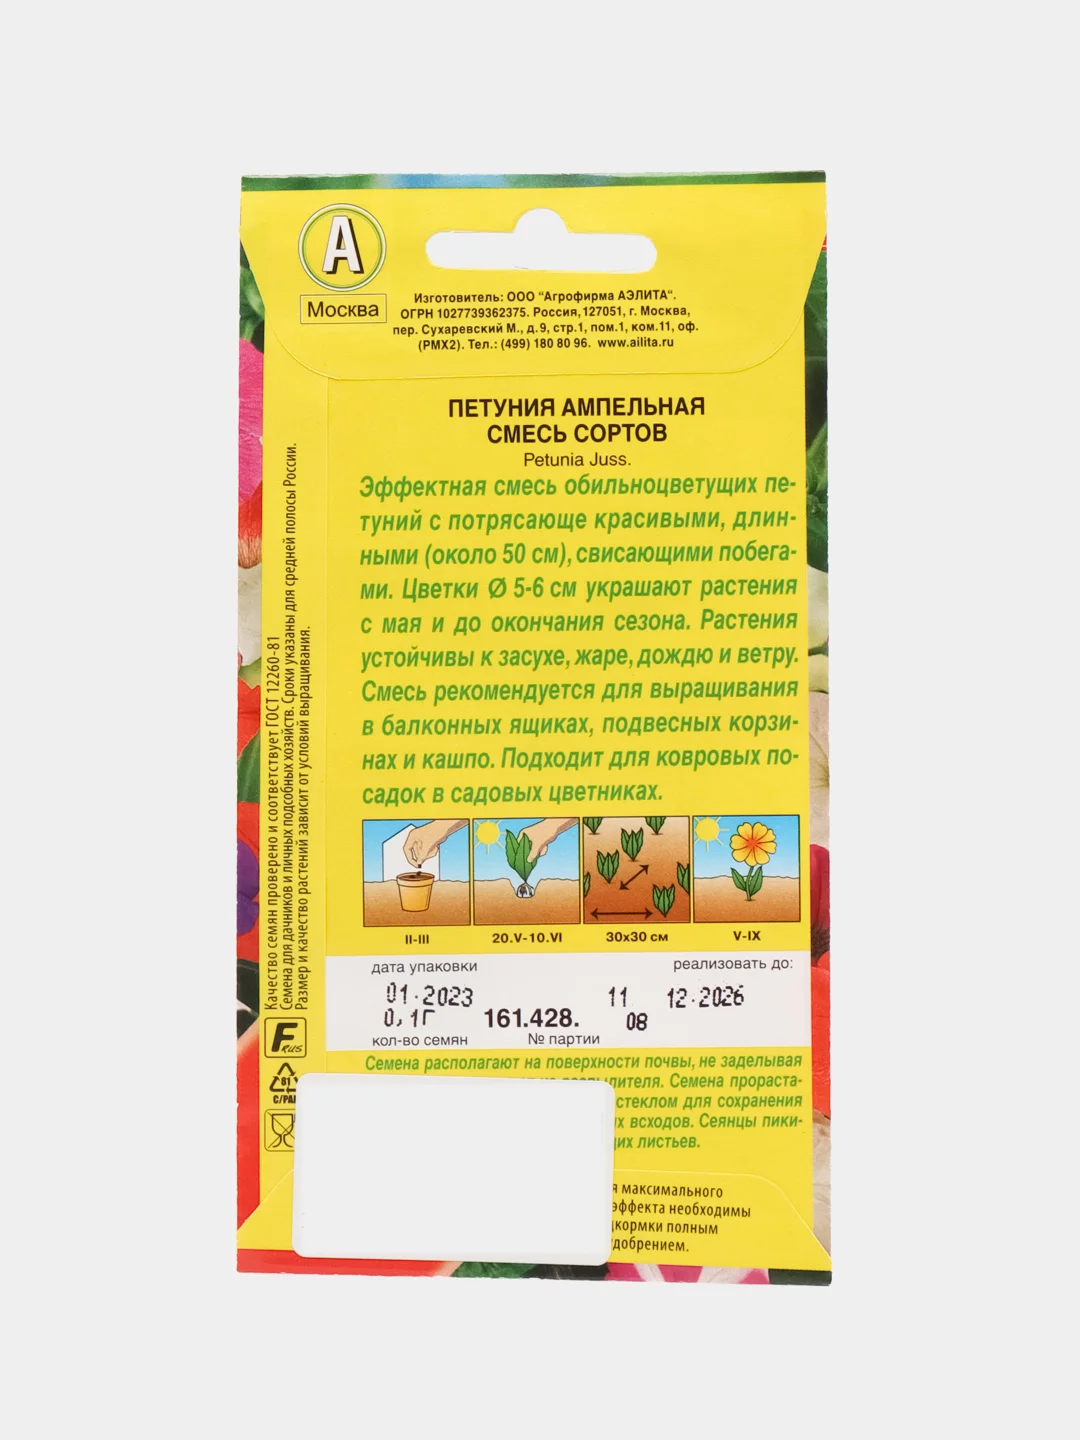 А
Москва
Изготовитель: ООО “Агрофирма АЭЛИТА“.
ОГРН 1027739362375. Россия,127051, г. Москва,
пер. Сухаревский М., д.9, стр.1, пом.1, ком.11, оф.
(РМХ2). Тел.: (499) 180 80 96. www.ailita.ru
ПЕТУНИЯ АМПЕЛЬНАЯ
СМЕСЬ СОРТОВ
Petunia Juss.
Эффектная смесь обильноцветущих пе-
туний с потрясающе красивыми, длин-
ными (около 50 см), свисающими побега-
ми. Цветки Ø 5-6 см украшают растения
с мая и до окончания сезона. Растения
устойчивы к засухе, жаре, дождю и ветру.
Смесь рекомендуется для выращивания
в балконных ящиках, подвесных корзи-
нах и кашпо. Подходит для ковровых по-
садок в садовых цветниках.
II-III 20.V-10.VI 30х30 см V-IX
дата упаковки реализовать до:
01.2023 11 12.2026
0,1Г 161.428. 08
кол-во семян № партии
Семена располагают на поверхности почвы, не заделывая
Семена прораста-
стеклом для сохранения
всходов. Сеянцы пики-
листьев.
максимального
эффекта необходимы
полным
удобрением.
Качество семян проверено и соответствует ГОСТ 12260-81
Семена для дачников и личных подсобных хозяйств. Сроки указаны для средней полосы России.
Размер и качество растений зависит от условий выращивания.
F RUS
81
C/PAP